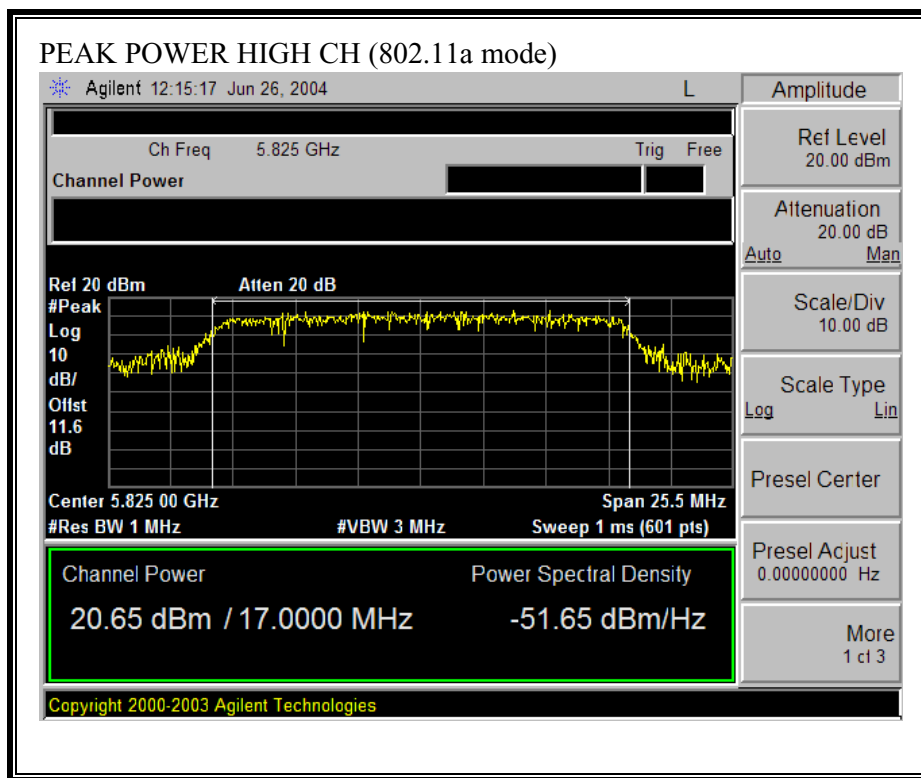 PEAK POWER HIGH CH (802.11a mode)
Agilent 12:15:17 Jun 26, 2004 L
Amplitude
Ch Freq 5.825 GHz Trig Free
Channel Power
Ref Level
20.00 dBm
Attenuation
20.00 dB
Auto Man
Scale/Div
10.00 dB
Scale Type
Log Lin
Presel Center
Presel Adjust
0.00000000 Hz
More
1 of 3
Ref 20 dBm Atten 20 dB
#Peak
Log
10
dB/
Offst
11.6
dB
Center 5.825 00 GHz Span 25.5 MHz
#Res BW 1 MHz #VBW 3 MHz Sweep 1 ms (601 pts)
Channel Power Power Spectral Density
20.65 dBm / 17.0000 MHz -51.65 dBm/Hz
Copyright 2000-2003 Agilent Technologies